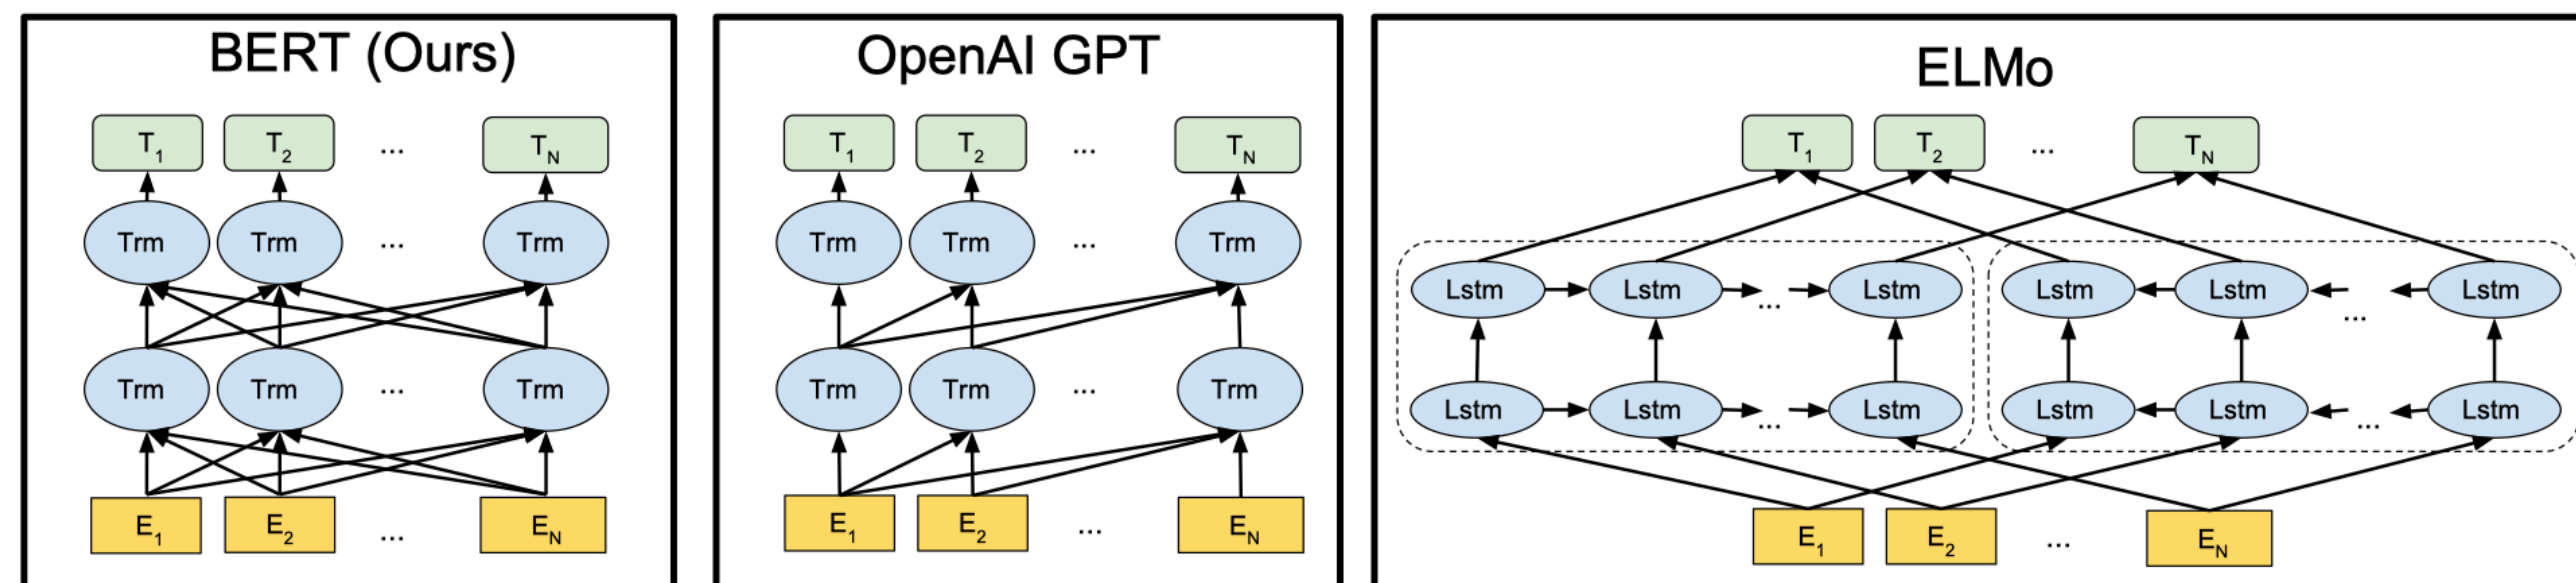 BERT (Ours)
T1 T2 ... TN
Trm Trm ... Trm
Trm Trm ... Trm
E1 E2 ... EN
OpenAI GPT
T1 T2 ... TN
Trm Trm ... Trm
Trm Trm ... Trm
E1 E2 ... EN
ELMo
T1 T2 ... TN
Lstm Lstm ... Lstm Lstm Lstm ... Lstm
Lstm Lstm ... Lstm Lstm Lstm ... Lstm
E1 E2 ... EN